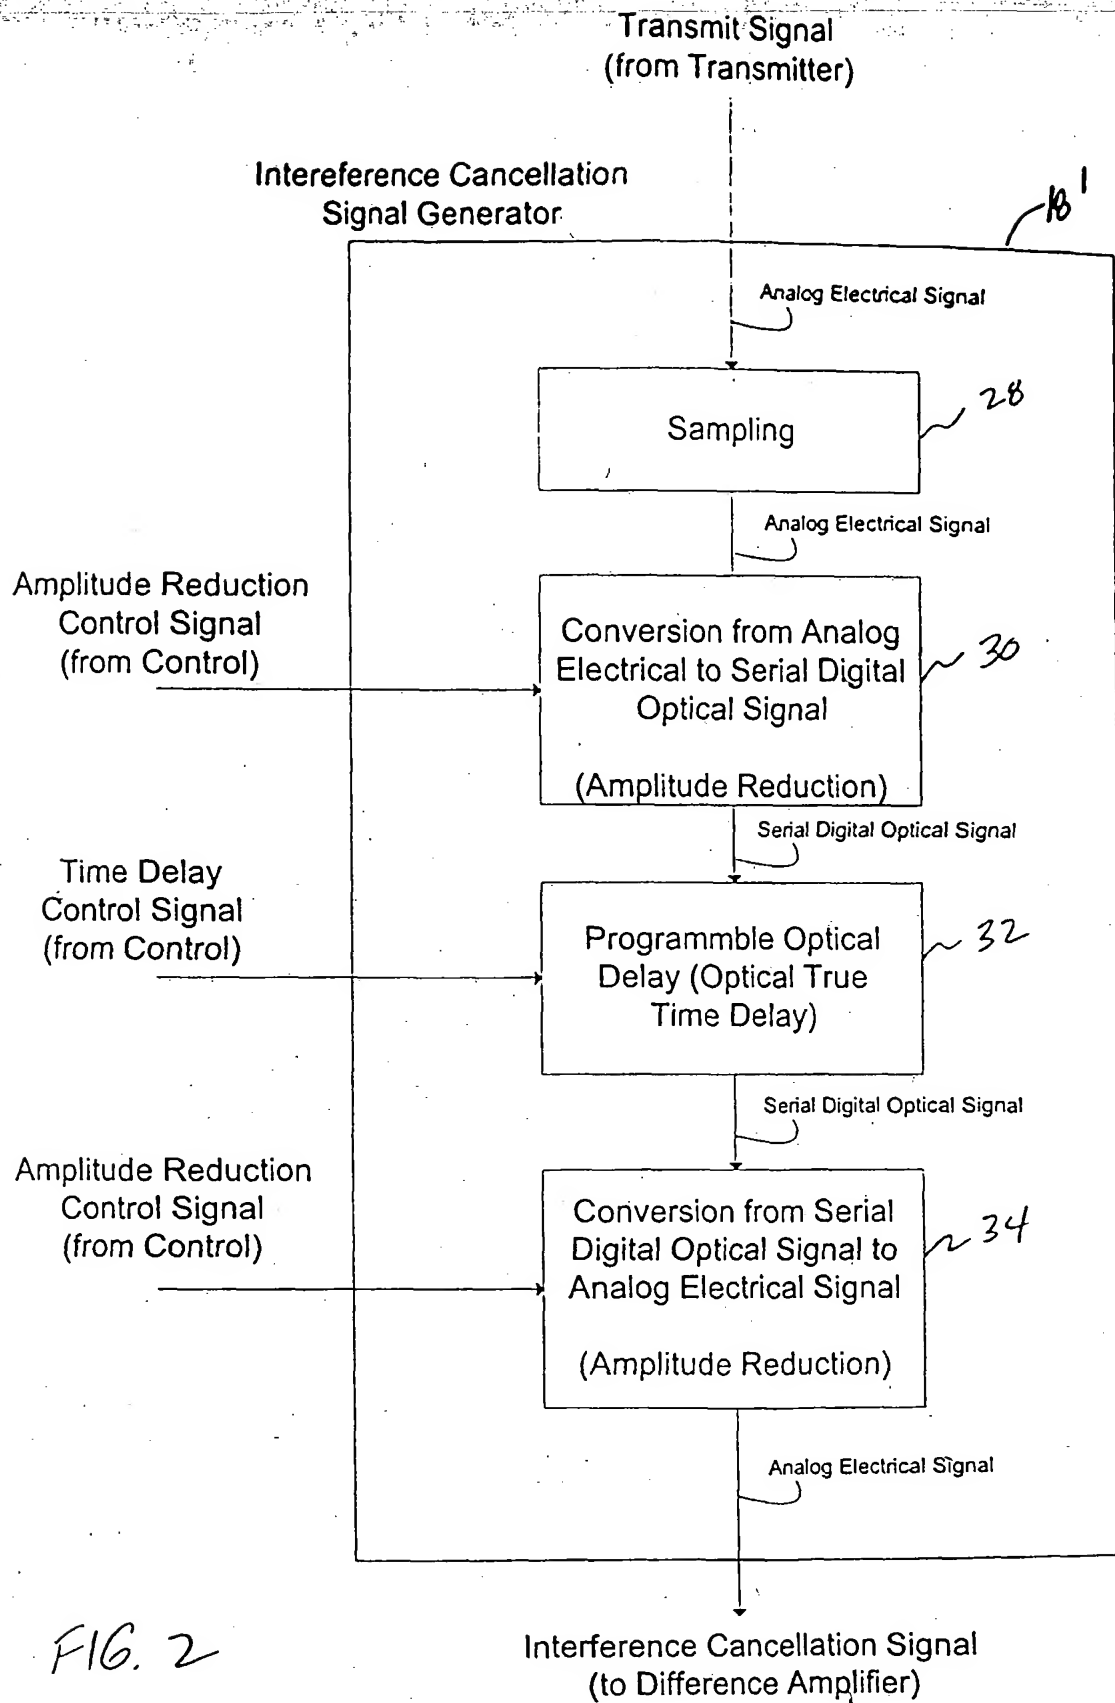 Transmit Signal
(from Transmitter)
Intereference Cancellation
Signal Generator
18'
Analog Electrical Signal
Sampling
28
Analog Electrical Signal
Amplitude Reduction
Control Signal
(from Control)
Conversion from Analog
Electrical to Serial Digital
Optical Signal
(Amplitude Reduction)
30
Serial Digital Optical Signal
Time Delay
Control Signal
(from Control)
Programmble Optical
Delay (Optical True
Time Delay)
32
Serial Digital Optical Signal
Amplitude Reduction
Control Signal
(from Control)
Conversion from Serial
Digital Optical Signal to
Analog Electrical Signal
(Amplitude Reduction)
34
Analog Electrical Signal
FIG. 2
Interference Cancellation Signal
(to Difference Amplifier)